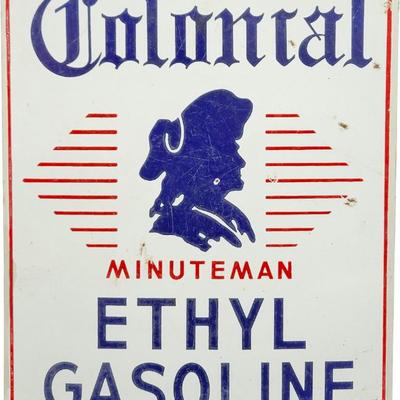 Colonial
MINUTEMAN
ETHYL
GASOLINE